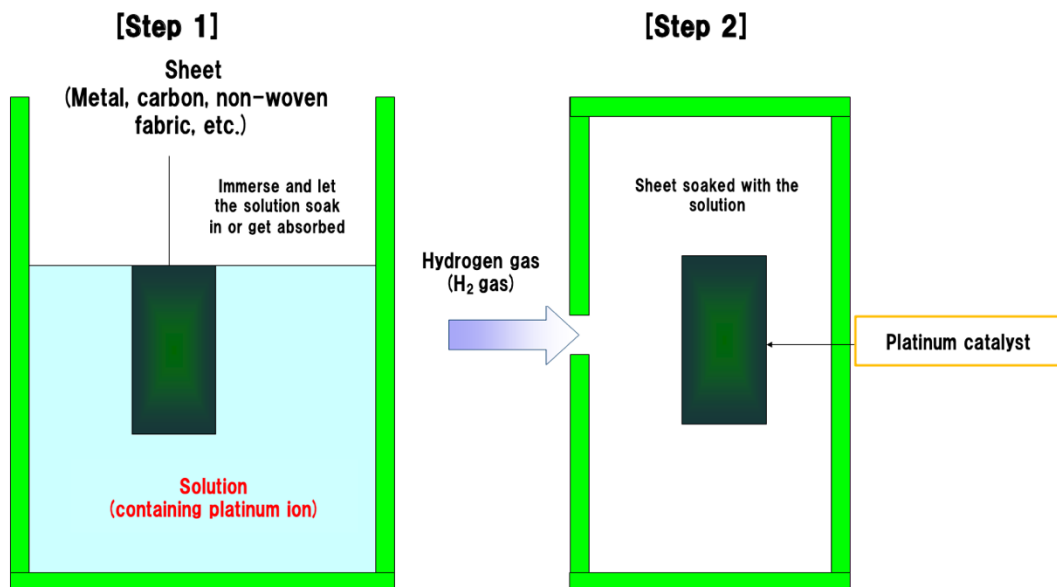 [Step 1]
Sheet
(Metal, carbon, non-woven
fabric, etc.)
Immerse and let
the solution soak
in or get absorbed
Solution
(containing platinum ion)
[Step 2]
Sheet soaked with the
solution
Hydrogen gas
(H₂ gas)
Platinum catalyst